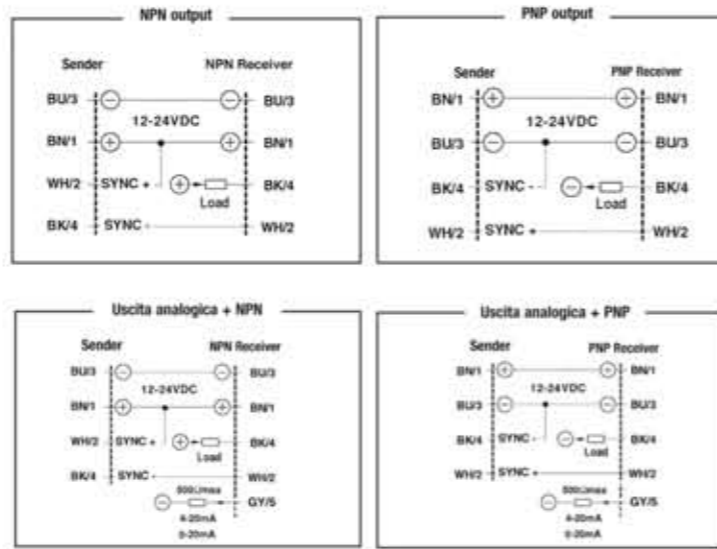 NPN output
Sender NPN Receiver
BU/3 − − BU/3
12-24VDC
BN/1 + + BN/1
WH/2 SYNC + + BK/4
Load
BK/4 SYNC - WH/2
PNP output
Sender PNP Receiver
BN/1 + + BN/1
12-24VDC
BU/3 − − BU/3
BK/4 SYNC - − BK/4
Load
WH/2 SYNC + WH/2
Uscita analogica + NPN
Sender NPN Receiver
BU/3 − − BU/3
12-24VDC
BN/1 + + BN/1
WH/2 SYNC + + BK/4
Load
BK/4 SYNC - WH/2
500Ωmax
− GY/5
4-20mA
0-20mA
Uscita analogica + PNP
Sender PNP Receiver
BN/1 + + BN/1
12-24VDC
BU/3 − − BU/3
BK/4 SYNC - − BK/4
Load
WH/2 SYNC + WH/2
500Ωmax
− GY/5
4-20mA
0-20mA